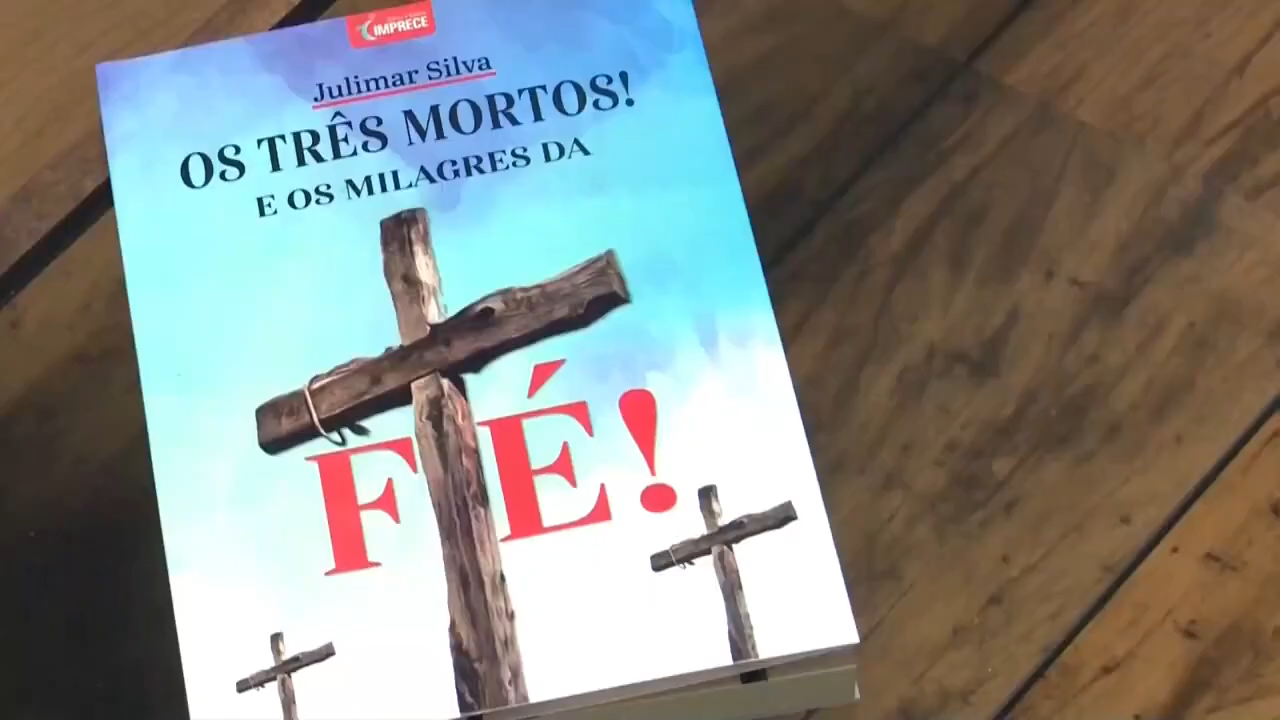 IMPRECE
Julimar Silva
OS TRÊS MORTOS!
E OS MILAGRES DA
FÉ!